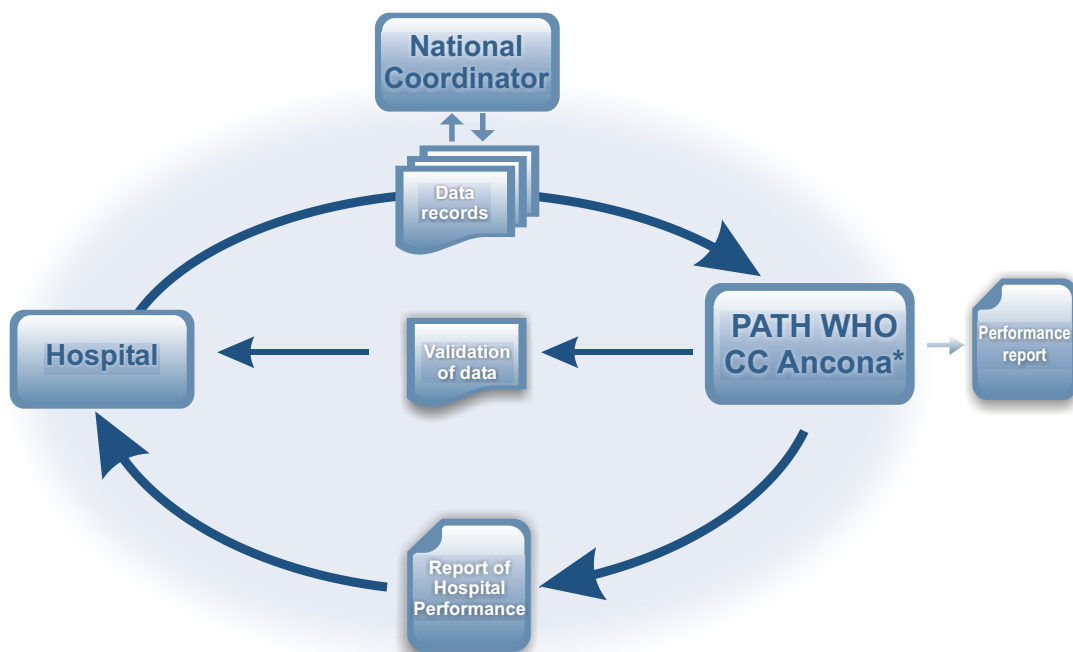 National
Coordinator
Data
records
Hospital
Validation
of data
PATH WHO
CC Ancona*
Performance
report
Report of
Hospital
Performance